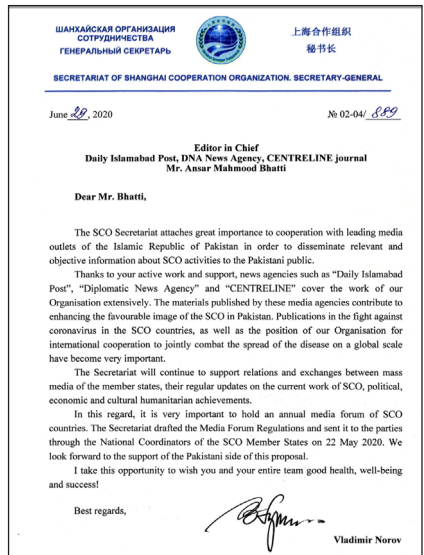 ШАНХАЙСКАЯ ОРГАНИЗАЦИЯ
СОТРУДНИЧЕСТВА
ГЕНЕРАЛЬНЫЙ СЕКРЕТАРЬ
上海合作组织
秘书长
SECRETARIAT OF SHANGHAI COOPERATION ORGANIZATION. SECRETARY-GENERAL
June 29, 2020
№ 02-04/ 889
Editor in Chief
Daily Islamabad Post, DNA News Agency, CENTRELINE journal
Mr. Ansar Mahmood Bhatti
Dear Mr. Bhatti,
The SCO Secretariat attaches great importance to cooperation with leading media
outlets of the Islamic Republic of Pakistan in order to disseminate relevant and
objective information about SCO activities to the Pakistani public.
Thanks to your active work and support, news agencies such as “Daily Islamabad
Post”, “Diplomatic News Agency” and “CENTRELINE” cover the work of our
Organisation extensively. The materials published by these media agencies contribute to
enhancing the favourable image of the SCO in Pakistan. Publications in the fight against
coronavirus in the SCO countries, as well as the position of our Organisation for
international cooperation to jointly combat the spread of the disease on a global scale
have become very important.
The Secretariat will continue to support relations and exchanges between mass
media of the member states, their regular updates on the current work of SCO, political,
economic and cultural humanitarian achievements.
In this regard, it is very important to hold an annual media forum of SCO
countries. The Secretariat drafted the Media Forum Regulations and sent it to the parties
through the National Coordinators of the SCO Member States on 22 May 2020. We
look forward to the support of the Pakistani side of this proposal.
I take this opportunity to wish you and your entire team good health, well-being
and success!
Best regards,
Vladimir Norov